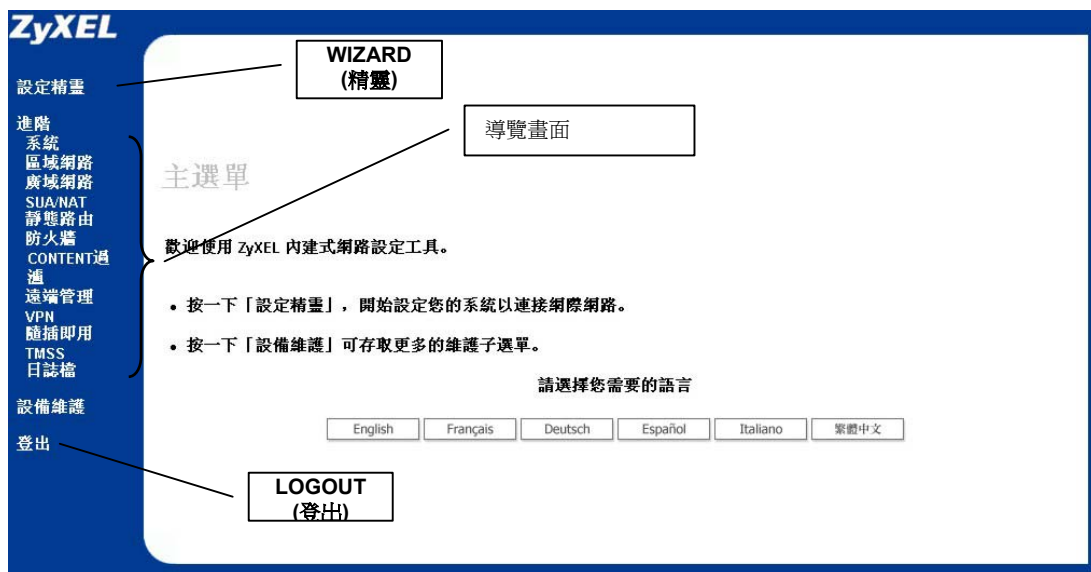 ZyXEL
設定精靈
進階
系統
區域網路
廣域網路
SUA/NAT
靜態路由
防火牆
CONTENT過
濾
遠端管理
VPN
隨插即用
TMSS
日誌檔
設備維護
登出
WIZARD
(精靈)
導覽畫面
主選單
歡迎使用 ZyXEL 內建式網路設定工具。
• 按一下「設定精靈」，開始設定您的系統以連接網際網路。
• 按一下「設備維護」可存取更多的維護子選單。
請選擇您需要的語言
English Français Deutsch Español Italiano 繁體中文
LOGOUT
(登出)